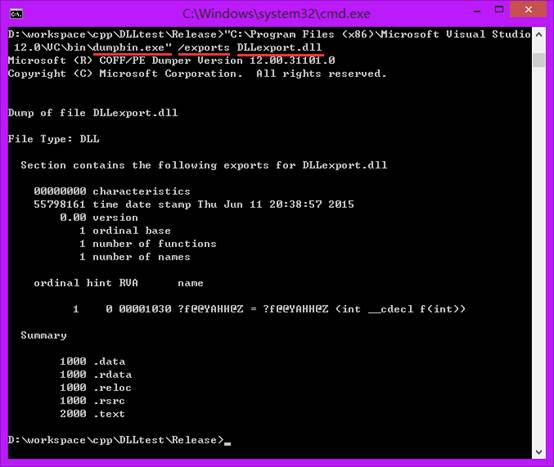 C:\Windows\system32\cmd.exe
D:\workspace\cpp\DLLtest\Release>"C:\Program Files (x86)\Microsoft Visual Studio
 12.0\VC\bin\dumpbin.exe" /exports DLLexport.dll
Microsoft (R) COFF/PE Dumper Version 12.00.31101.0
Copyright (C) Microsoft Corporation.  All rights reserved.
Dump of file DLLexport.dll
File Type: DLL
  Section contains the following exports for DLLexport.dll
    00000000 characteristics
    55798161 time date stamp Thu Jun 11 20:38:57 2015
        0.00 version
           1 ordinal base
           1 number of functions
           1 number of names
    ordinal hint RVA      name
          1    0 00001030 ?f@@YAHH@Z = ?f@@YAHH@Z (int __cdecl f(int))
  Summary
        1000 .data
        1000 .rdata
        1000 .reloc
        1000 .rsrc
        2000 .text
D:\workspace\cpp\DLLtest\Release>_